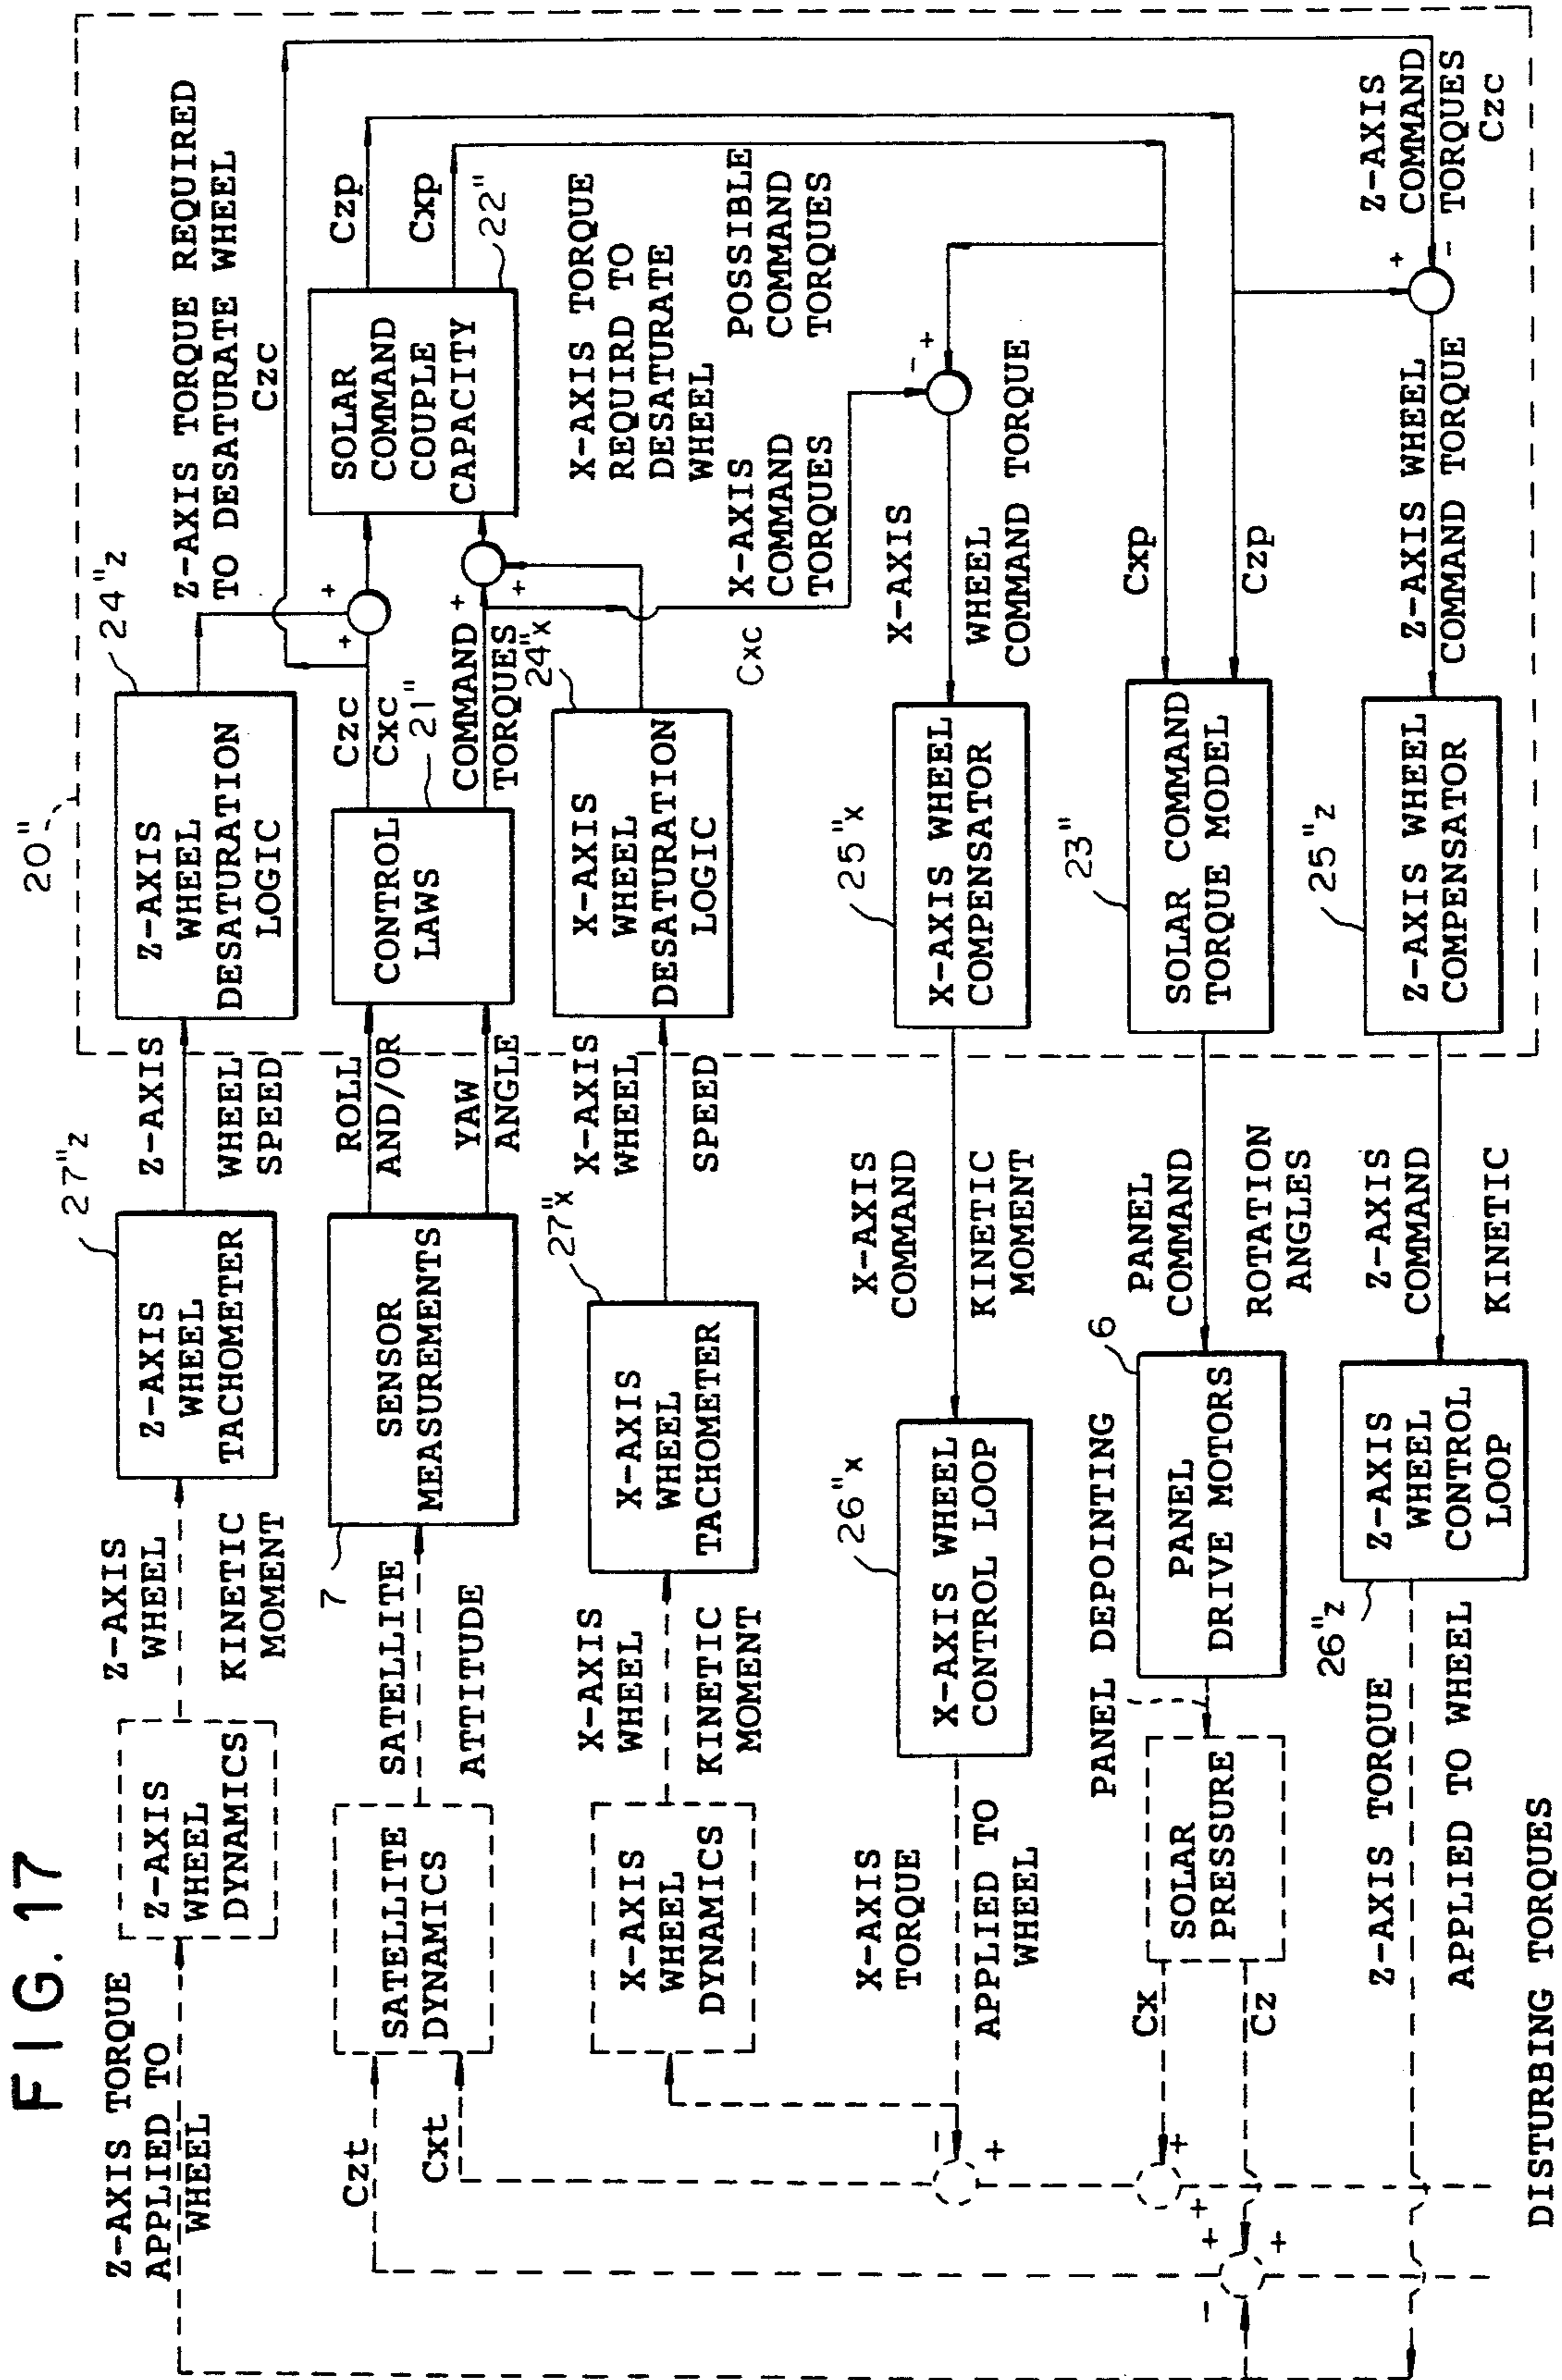 FIG. 17
Z-AXIS TORQUE
APPLIED TO
WHEEL
Z-AXIS
WHEEL
DYNAMICS
Z-AXIS
WHEEL
KINETIC
MOMENT
27"z
Z-AXIS
WHEEL
TACHOMETER
Z-AXIS
WHEEL
SPEED
20"
24"z
Z-AXIS
WHEEL
DESATURATION
LOGIC
Z-AXIS TORQUE REQUIRED
TO DESATURATE WHEEL
Czc
Czt
Cxt
SATELLITE
DYNAMICS
SATELLITE
ATTITUDE
7
SENSOR
MEASUREMENTS
ROLL
AND/OR
YAW
ANGLE
CONTROL
LAWS
21"
Czc
Cxc
COMMAND
TORQUES
+
+
+
+
SOLAR
COMMAND
COUPLE
CAPACITY
22"
Czp
Cxp
X-AXIS
WHEEL
DYNAMICS
X-AXIS
WHEEL
KINETIC
MOMENT
27"x
X-AXIS
WHEEL
TACHOMETER
X-AXIS
WHEEL
SPEED
24"x
X-AXIS
WHEEL
DESATURATION
LOGIC
X-AXIS TORQUE
REQUIRD TO
DESATURATE
WHEEL
Cxc
X-AXIS
COMMAND
TORQUES
POSSIBLE
COMMAND
TORQUES
-
+
X-AXIS
TORQUE
APPLIED TO
WHEEL
26"x
X-AXIS WHEEL
CONTROL LOOP
X-AXIS
COMMAND
KINETIC
MOMENT
25"x
X-AXIS WHEEL
COMPENSATOR
X-AXIS
WHEEL
COMMAND TORQUE
-
+
Cx
Cz
SOLAR
PRESSURE
PANEL DEPOINTING
6
PANEL
DRIVE MOTORS
PANEL
COMMAND
ROTATION
ANGLES
23"
SOLAR COMMAND
TORQUE MODEL
Cxp
Czp
+
+
-
+
+
Z-AXIS TORQUE
APPLIED TO WHEEL
26"z
Z-AXIS
WHEEL
CONTROL
LOOP
Z-AXIS
COMMAND
KINETIC
25"z
Z-AXIS WHEEL
COMPENSATOR
Z-AXIS WHEEL
COMMAND TORQUE
+
-
Z-AXIS
COMMAND
TORQUES
Czc
DISTURBING TORQUES